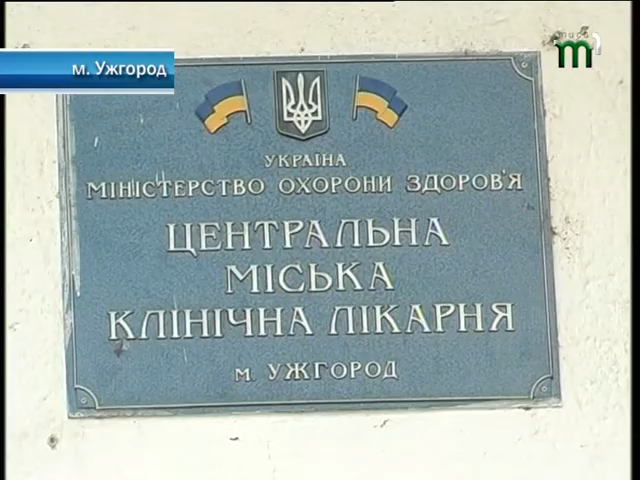 м. Ужгород
УКРАЇНА
МІНІСТЕРСТВО ОХОРОНИ ЗДОРОВ'Я
ЦЕНТРАЛЬНА
МІСЬКА
КЛІНІЧНА ЛІКАРНЯ
м. УЖГОРОД